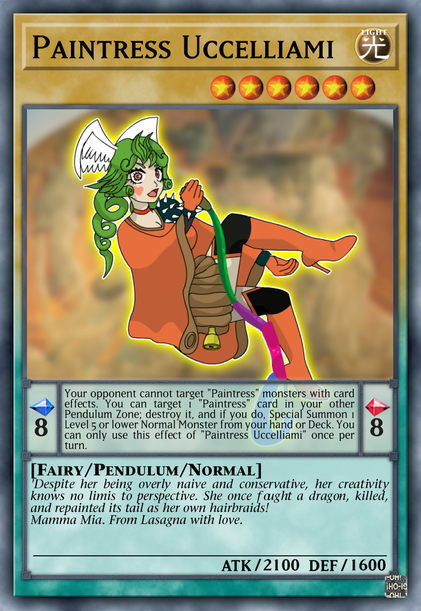 Paintress Uccelliami
LIGHT
光
Your opponent cannot target "Paintress" monsters with card
effects. You can target 1 "Paintress" card in your other
Pendulum Zone; destroy it, and if you do, Special Summon 1
Level 5 or lower Normal Monster from your hand or Deck. You
can only use this effect of "Paintress Uccelliami" once per
turn.
8
8
[Fairy/Pendulum/Normal]
"Despite her being overly naive and conservative, her creativity
knows no limis to perspective. She once fought a dragon, killed,
and repainted its tail as her own hairbraids!
Mamma Mia. From Lasagna with love.
ATK/2100 DEF/1600